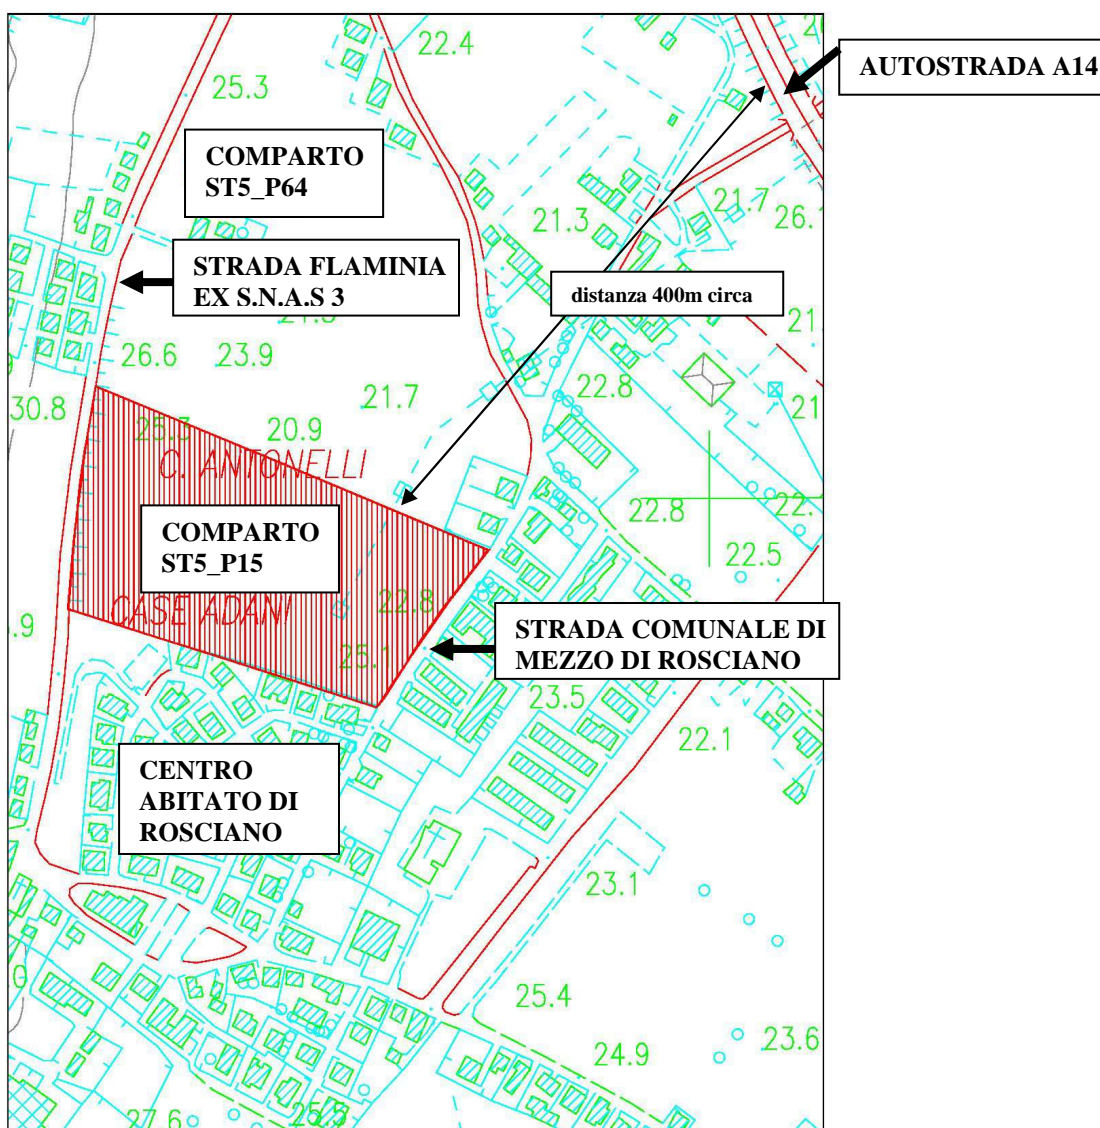 22.4
AUTOSTRADA A14
25.3
COMPARTO
ST5_P64
21.7
21.3
STRADA FLAMINIA
EX S.N.A.S 3
distanza 400m circa
26.6
23.9
21.7
22.8
30.8
20.9
C. ANTONELLI
COMPARTO
ST5_P15
22.8
22.5
CASE ADANI
22.8
STRADA COMUNALE DI
MEZZO DI ROSCIANO
23.5
22.1
CENTRO
ABITATO DI
ROSCIANO
23.1
25.4
23.6
24.9
27.6
25.5